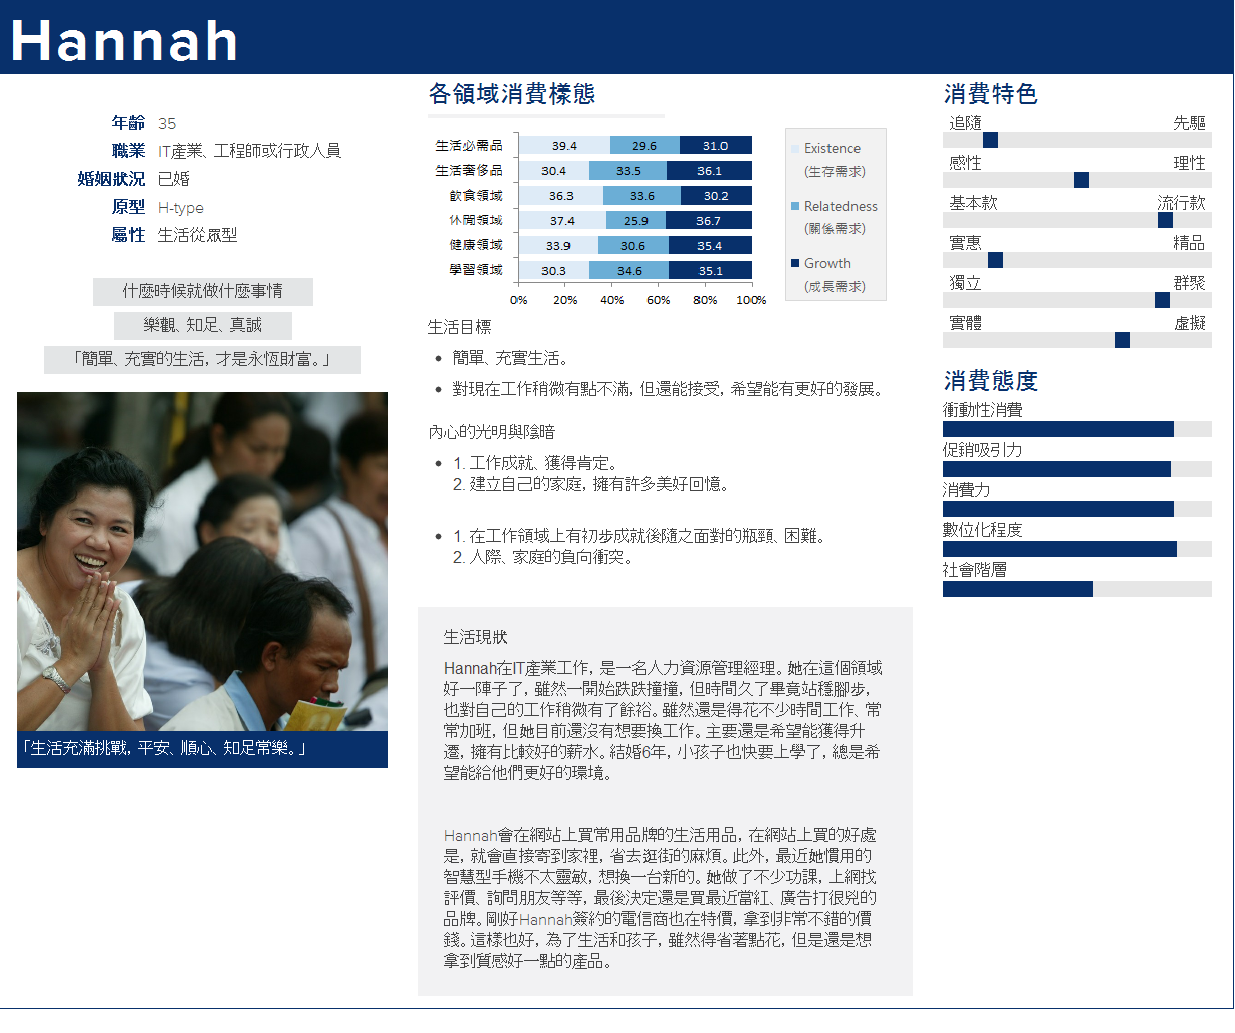 Hannah
年齡 35
職業 IT產業、工程師或行政人員
婚姻狀況 已婚
原型 H-type
屬性 生活從眾型
什麼時候就做什麼事情
樂觀、知足、真誠
「簡單、充實的生活，才是永恆財富。」
「生活充滿挑戰，平安、順心、知足常樂。」
各領域消費樣態
生活必需品 39.4 29.6 31.0
生活奢侈品 30.4 33.5 36.1
飲食領域 36.3 33.6 30.2
休閒領域 37.4 25.9 36.7
健康領域 33.9 30.6 35.4
學習領域 30.3 34.6 35.1
0% 20% 40% 60% 80% 100%
Existence
(生存需求)
Relatedness
(關係需求)
Growth
(成長需求)
生活目標
• 簡單、充實生活。
• 對現在工作稍微有點不滿，但還能接受，希望能有更好的發展。
內心的光明與陰暗
• 1. 工作成就、獲得肯定。
2. 建立自己的家庭，擁有許多美好回憶。
• 1. 在工作領域上有初步成就後隨之面對的瓶頸、困難。
2. 人際、家庭的負向衝突。
生活現狀
Hannah在IT產業工作，是一名人力資源管理經理。她在這個領域
好一陣子了，雖然一開始跌跌撞撞，但時間久了畢竟站穩腳步，
也對自己的工作稍微有了餘裕。雖然還是得花不少時間工作、常
常加班，但她目前還沒有想要換工作。主要還是希望能獲得升
遷，擁有比較好的薪水。結婚6年，小孩子也快要上學了，總是希
望能給他們更好的環境。
Hannah會在網站上買常用品牌的生活用品，在網站上買的好處
是，就會直接寄到家裡，省去逛街的麻煩。此外，最近她慣用的
智慧型手機不太靈敏，想換一台新的。她做了不少功課，上網找
評價、詢問朋友等等，最後決定還是買最近當紅、廣告打很兇的
品牌。剛好Hannah簽約的電信商也在特價，拿到非常不錯的價
錢。這樣也好，為了生活和孩子，雖然得省著點花，但是還是想
拿到質感好一點的產品。
消費特色
追隨 先驅
感性 理性
基本款 流行款
實惠 精品
獨立 群聚
實體 虛擬
消費態度
衝動性消費
促銷吸引力
消費力
數位化程度
社會階層